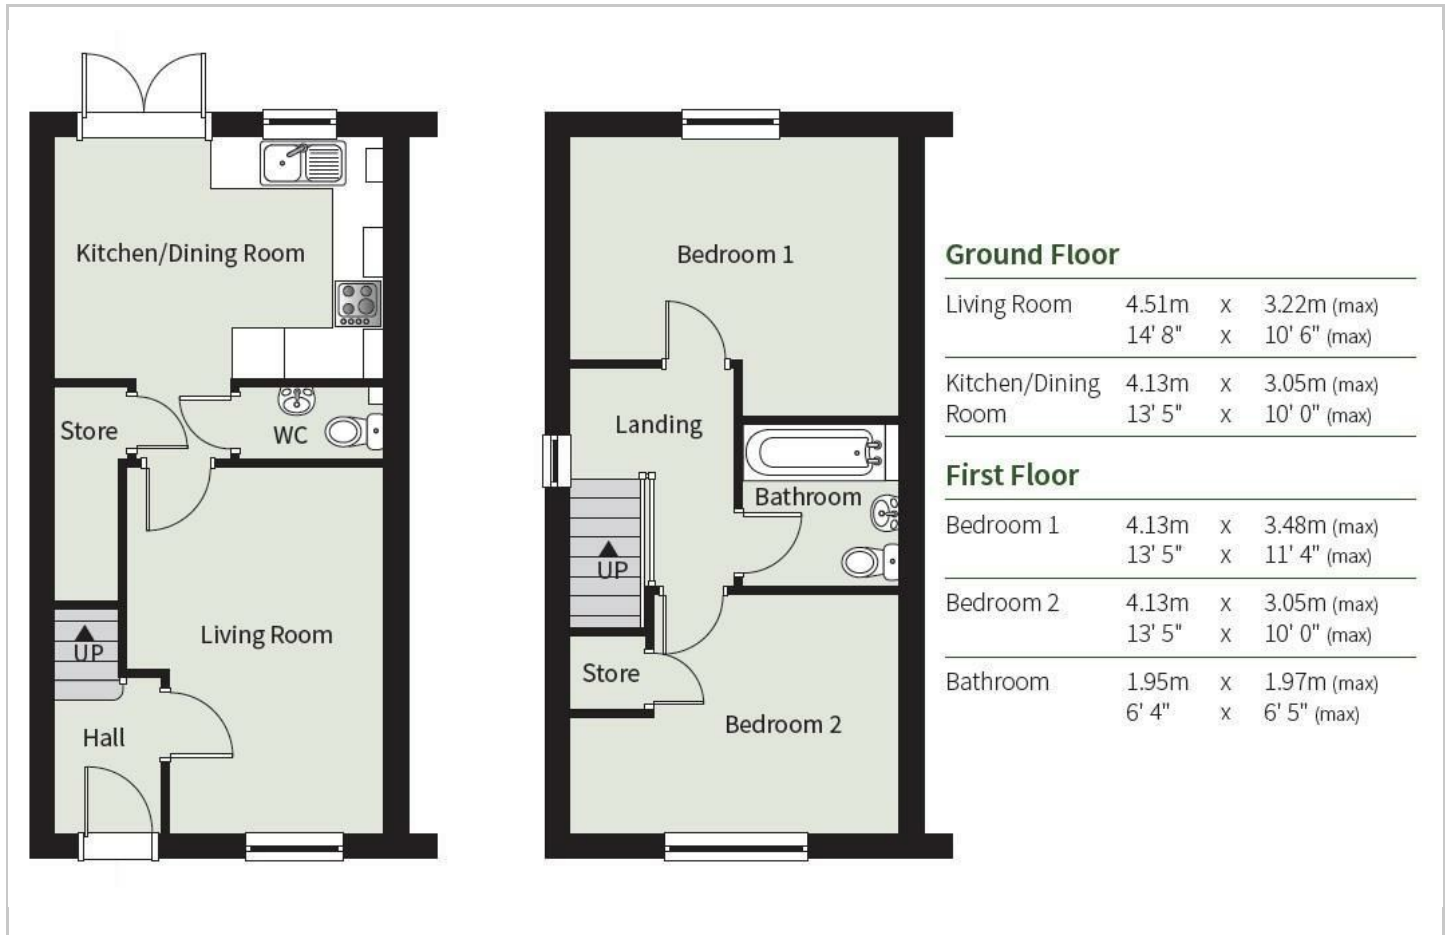 Kitchen/Dining Room
Store
WC
UP
Living Room
Hall
Bedroom 1
Landing
Bathroom
UP
Store
Bedroom 2
Ground Floor
Living Room 4.51m x 3.22m (max)
14' 8" x 10' 6" (max)
Kitchen/Dining 4.13m x 3.05m (max)
Room 13' 5" x 10' 0" (max)
First Floor
Bedroom 1 4.13m x 3.48m (max)
13' 5" x 11' 4" (max)
Bedroom 2 4.13m x 3.05m (max)
13' 5" x 10' 0" (max)
Bathroom 1.95m x 1.97m (max)
6' 4" x 6' 5" (max)